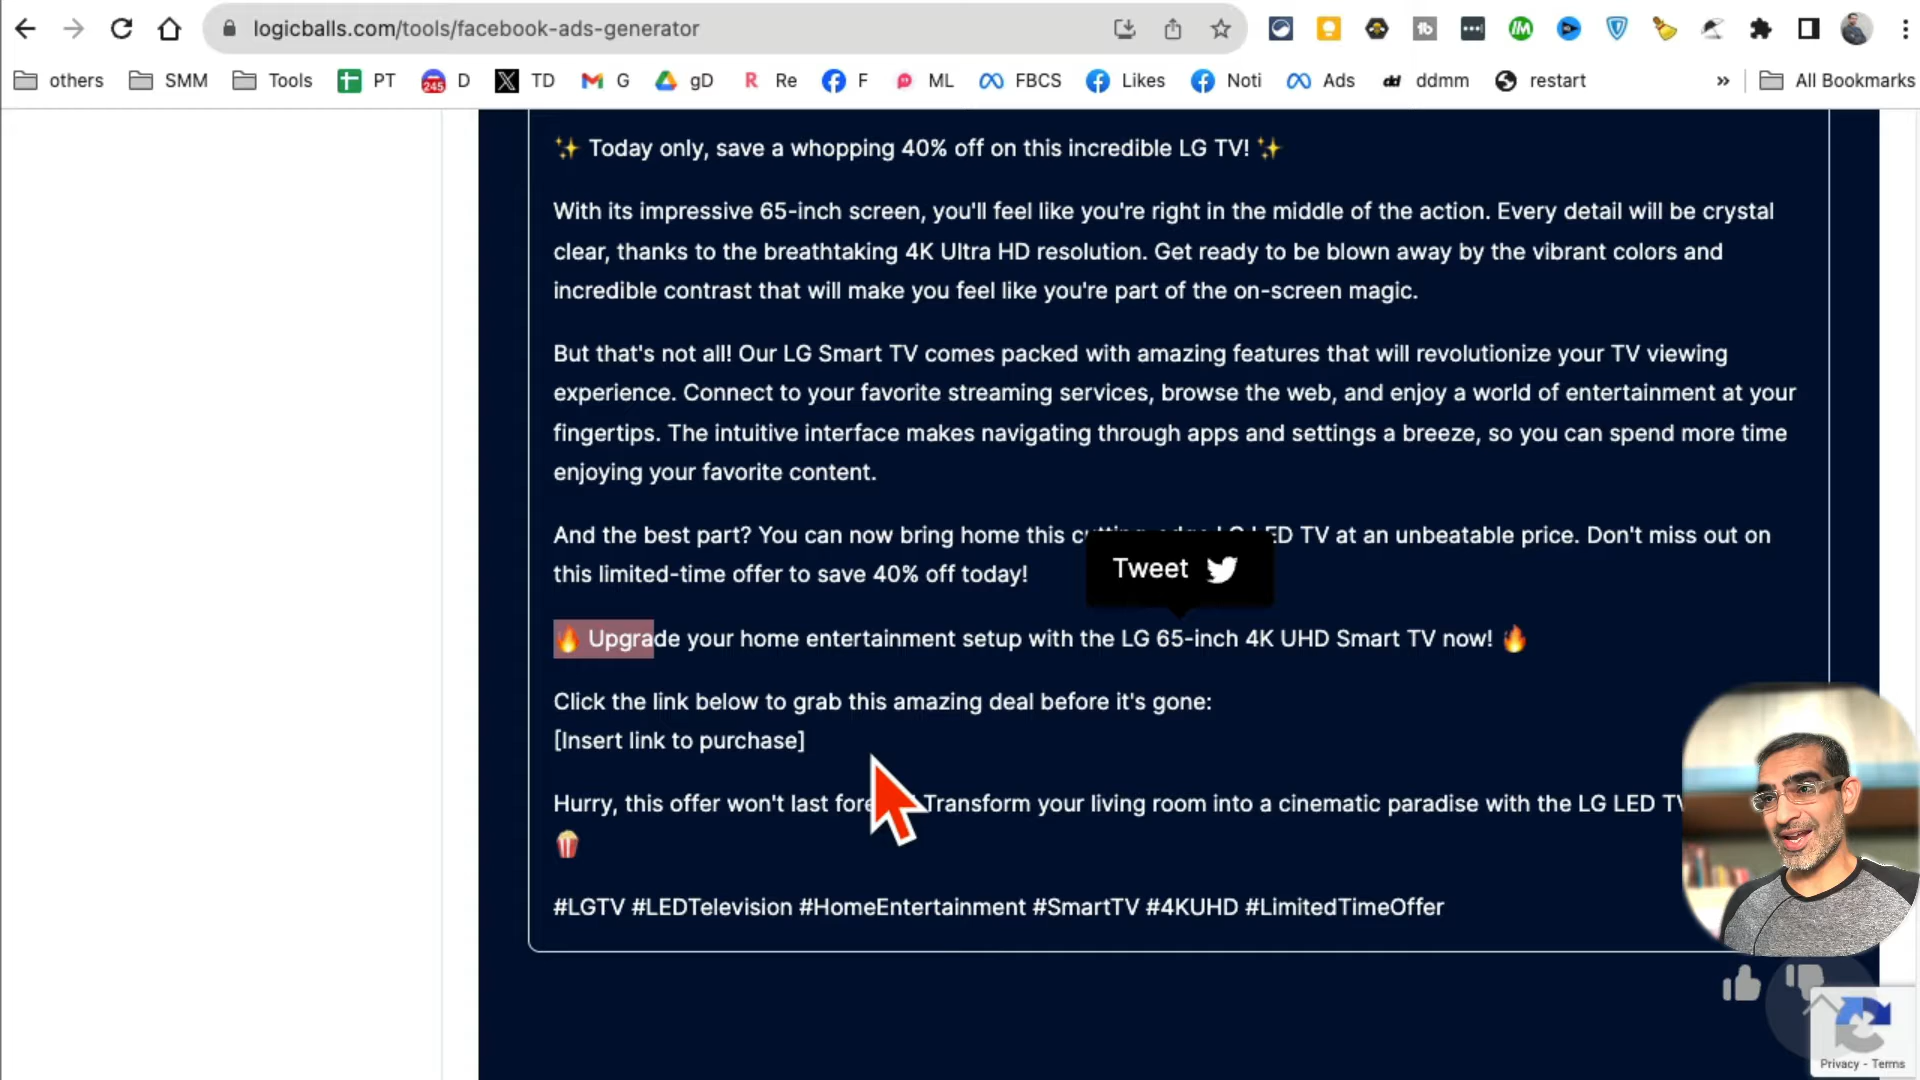 logicballs.com/tools/facebook-ads-generator
others SMM Tools PT 245 D TD G gD R Re F ML FBCS Likes Noti Ads dd ddmm restart » All Bookmarks
✨ Today only, save a whopping 40% off on this incredible LG TV! ✨
With its impressive 65-inch screen, you'll feel like you're right in the middle of the action. Every detail will be crystal
clear, thanks to the breathtaking 4K Ultra HD resolution. Get ready to be blown away by the vibrant colors and
incredible contrast that will make you feel like you're part of the on-screen magic.
But that's not all! Our LG Smart TV comes packed with amazing features that will revolutionize your TV viewing
experience. Connect to your favorite streaming services, browse the web, and enjoy a world of entertainment at your
fingertips. The intuitive interface makes navigating through apps and settings a breeze, so you can spend more time
enjoying your favorite content.
And the best part? You can now bring home this LED TV at an unbeatable price. Don't miss out on
this limited-time offer to save 40% off today!
Tweet
🔥 Upgrade your home entertainment setup with the LG 65-inch 4K UHD Smart TV now! 🔥
Click the link below to grab this amazing deal before it's gone:
[Insert link to purchase]
Hurry, this offer won't last Transform your living room into a cinematic paradise with the LG LED TV
🍿
#LGTV #LEDTelevision #HomeEntertainment #SmartTV #4KUHD #LimitedTimeOffer
Privacy - Terms